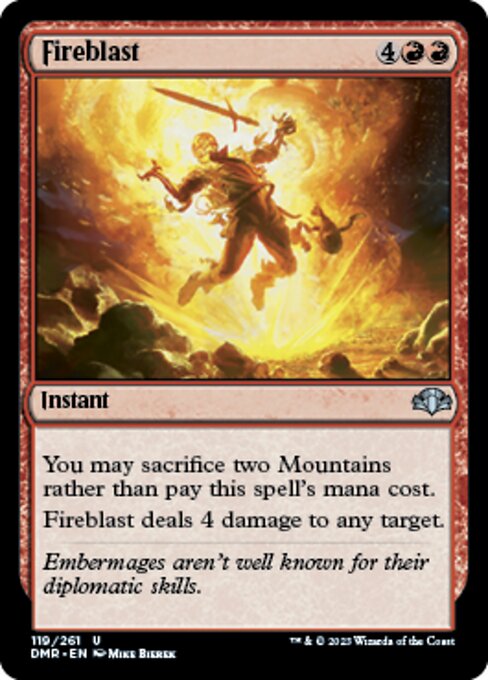 Fireblast 4
Instant
You may sacrifice two Mountains
rather than pay this spell's mana cost.
Fireblast deals 4 damage to any target.
Embermages aren't well known for their
diplomatic skills.
119/261 U
DMR • EN Mike Bierek
™ & © 2023 Wizards of the Coast